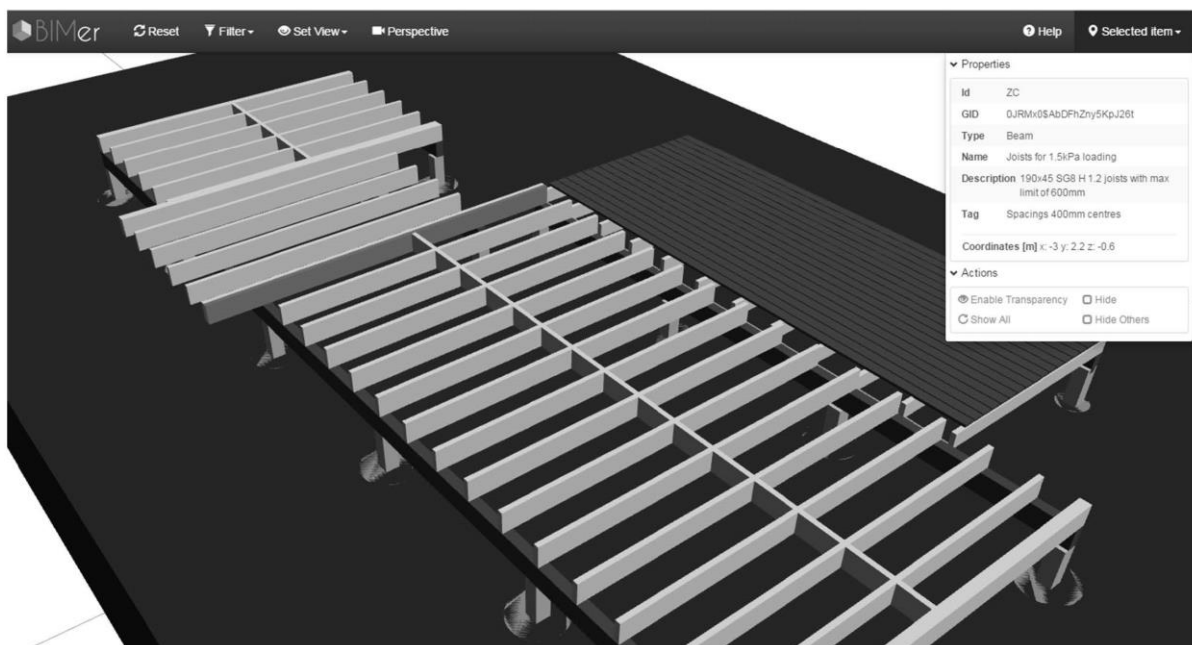 BIMer Reset Filter Set View Perspective Help Selected item
Properties
Id ZC
GID 0JRMx0$AbDFhZny5KpJ26t
Type Beam
Name Joists for 1.5kPa loading
Description 190x45 SG8 H 1.2 joists with max
limit of 600mm
Tag Spacings 400mm centres
Coordinates [m] x: -3 y: 2.2 z: -0.6
Actions
Enable Transparency Hide
Show All Hide Others